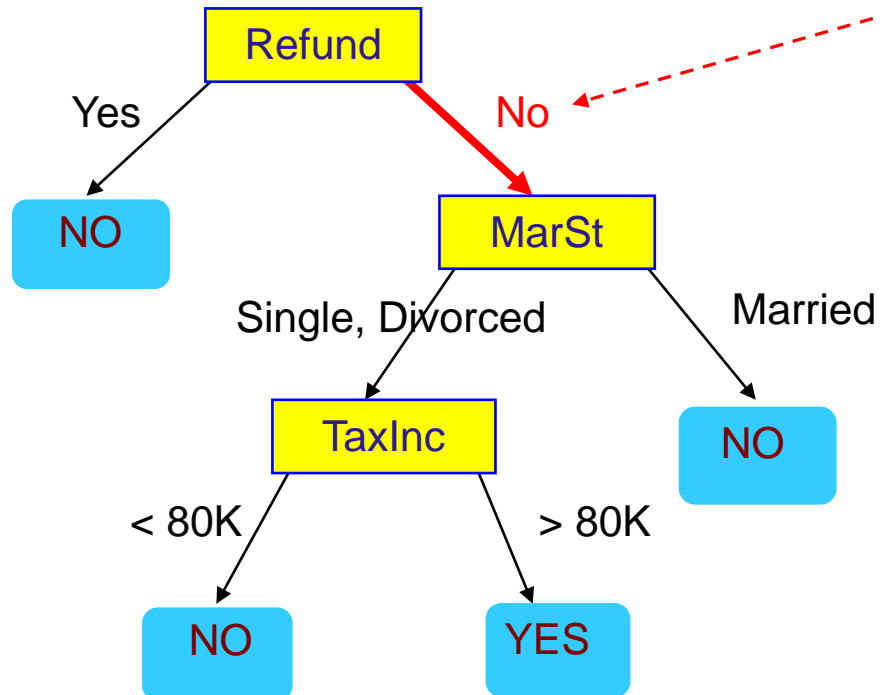 Refund
Yes
No
NO
MarSt
Single, Divorced
Married
TaxInc
NO
< 80K
> 80K
NO
YES